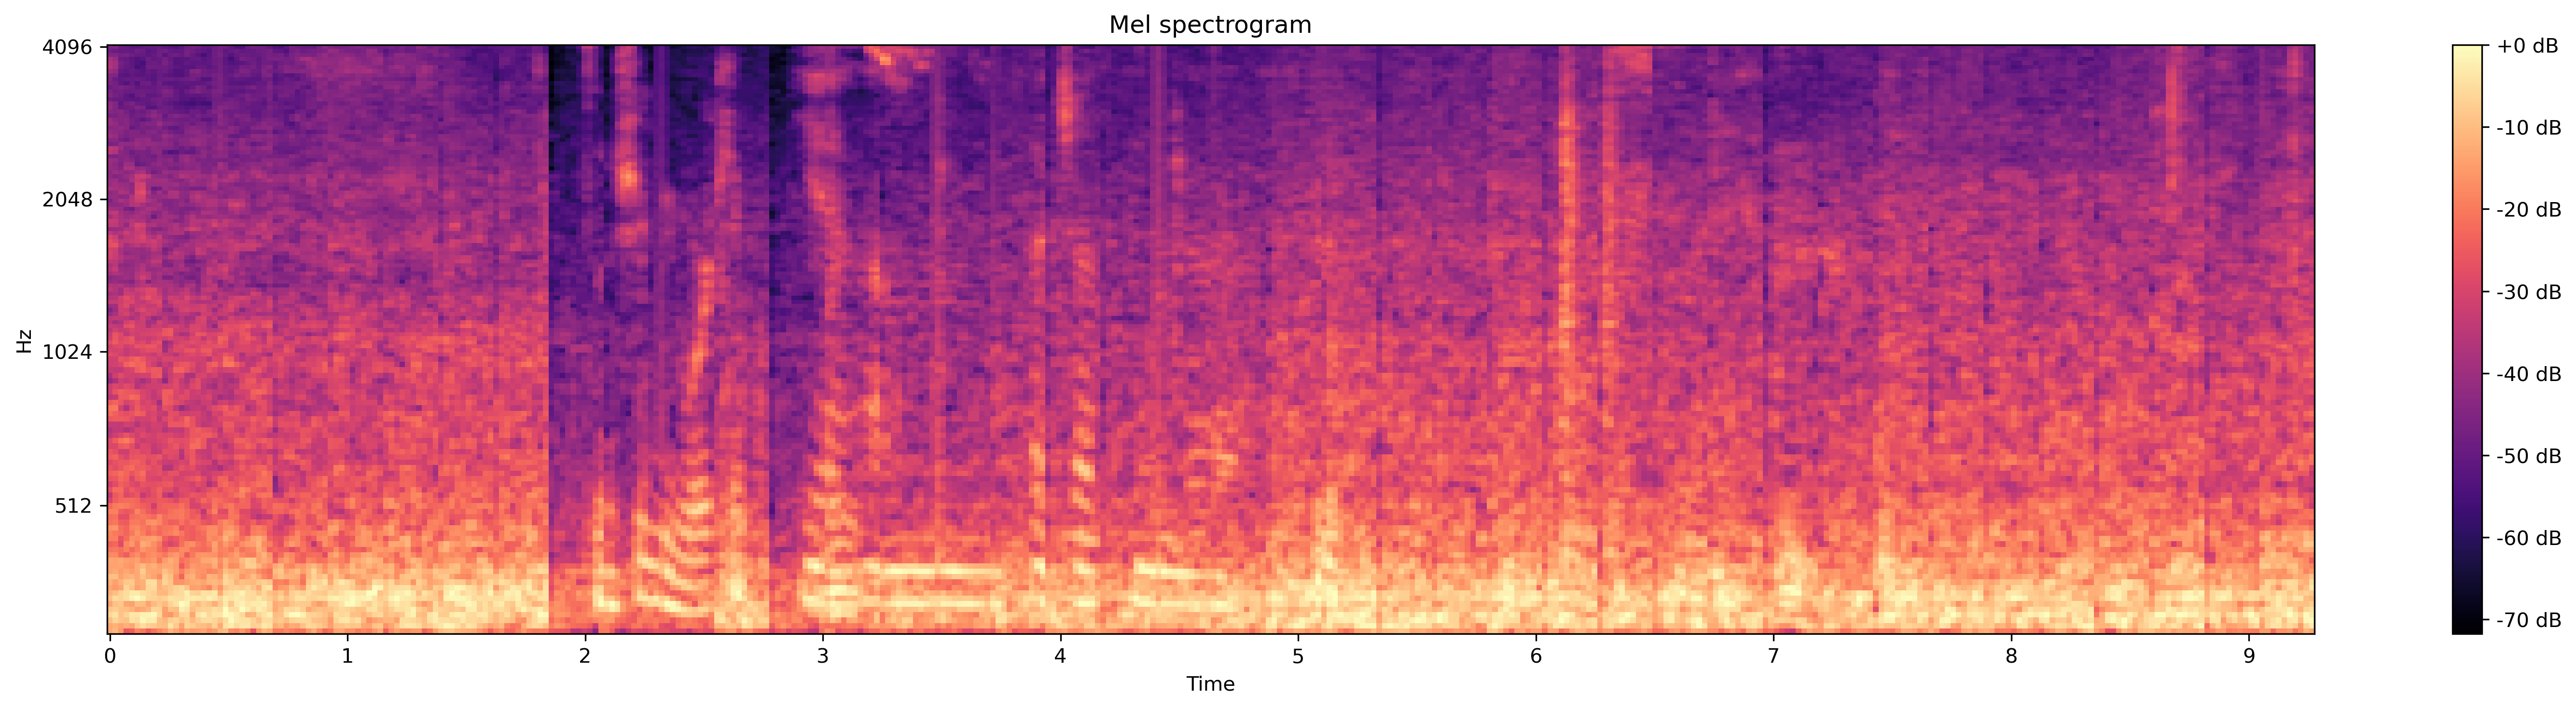 Mel spectrogram
4096
2048
1024
512
Hz
0 1 2 3 4 5 6 7 8 9
Time
+0 dB
-10 dB
-20 dB
-30 dB
-40 dB
-50 dB
-60 dB
-70 dB